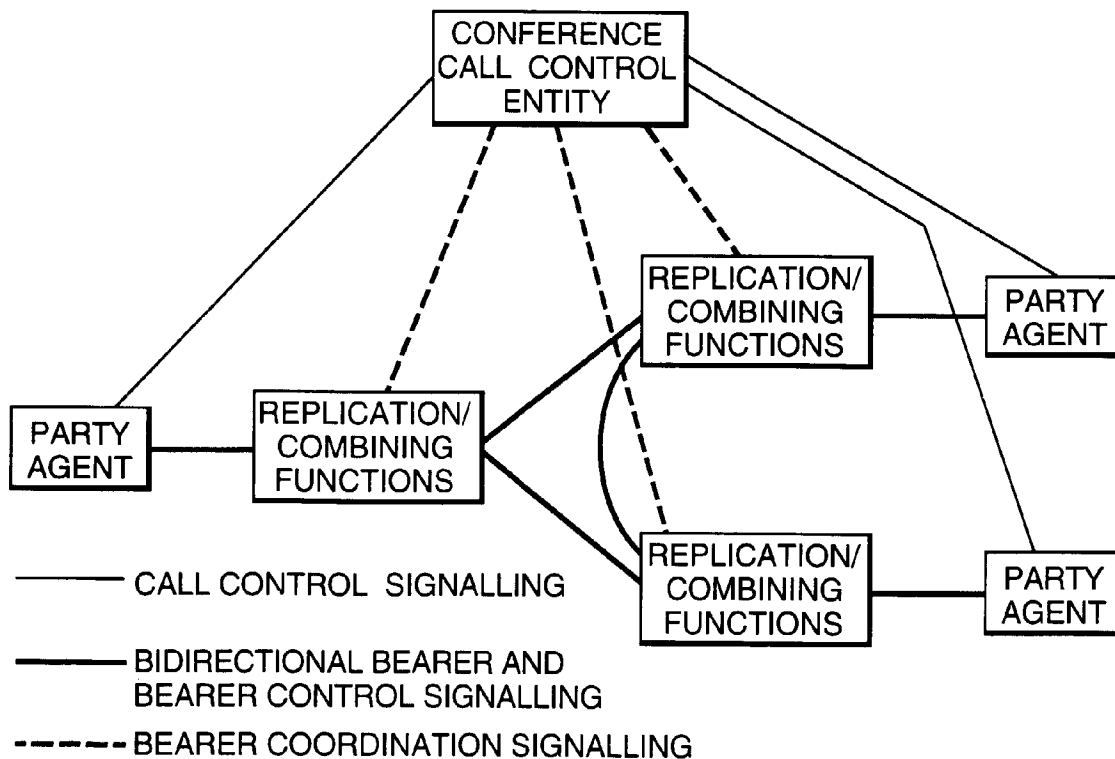 CONFERENCE
CALL CONTROL
ENTITY
REPLICATION/
COMBINING
FUNCTIONS
PARTY
AGENT
PARTY
AGENT
REPLICATION/
COMBINING
FUNCTIONS
REPLICATION/
COMBINING
FUNCTIONS
PARTY
AGENT
CALL CONTROL SIGNALLING
BIDIRECTIONAL BEARER AND
BEARER CONTROL SIGNALLING
BEARER COORDINATION SIGNALLING